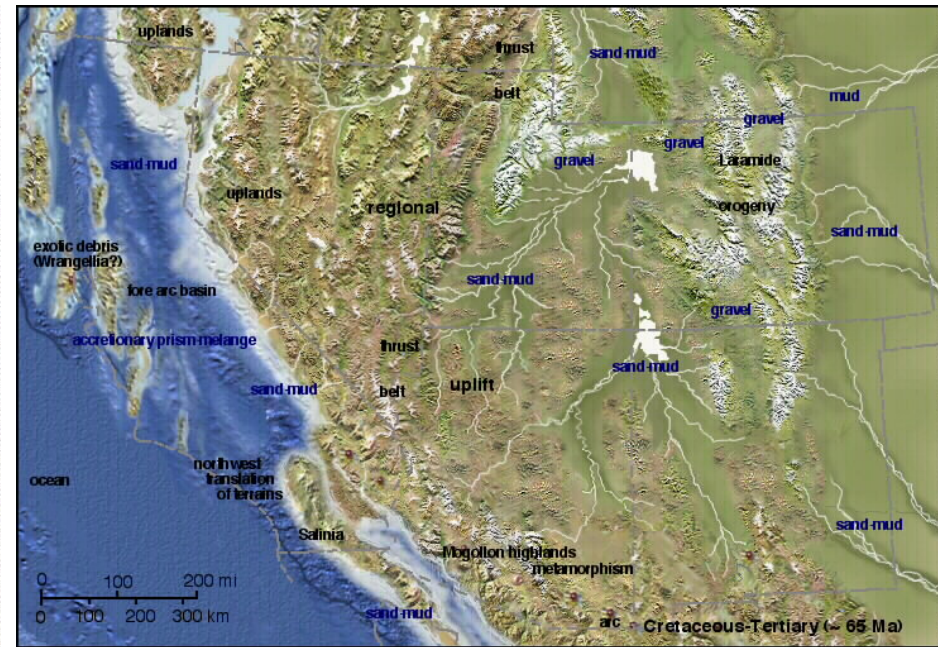 uplands
thrust
sand-mud
belt
mud
gravel
gravel
gravel
Laramide
sand-mud
uplands
regional
orogeny
sand-mud
exotic debris
(Wrangellia?)
sand-mud
fore arc basin
gravel
accretionary prism-melange
thrust
sand-mud
sand-mud
belt
uplift
north west
translation
of terrains
ocean
Salinia
sand-mud
Mogollon highlands
metamorphism
0 100 200 mi
0 100 200 300 km
sand-mud
arc
Cretaceous-Tertiary (~ 65 Ma)